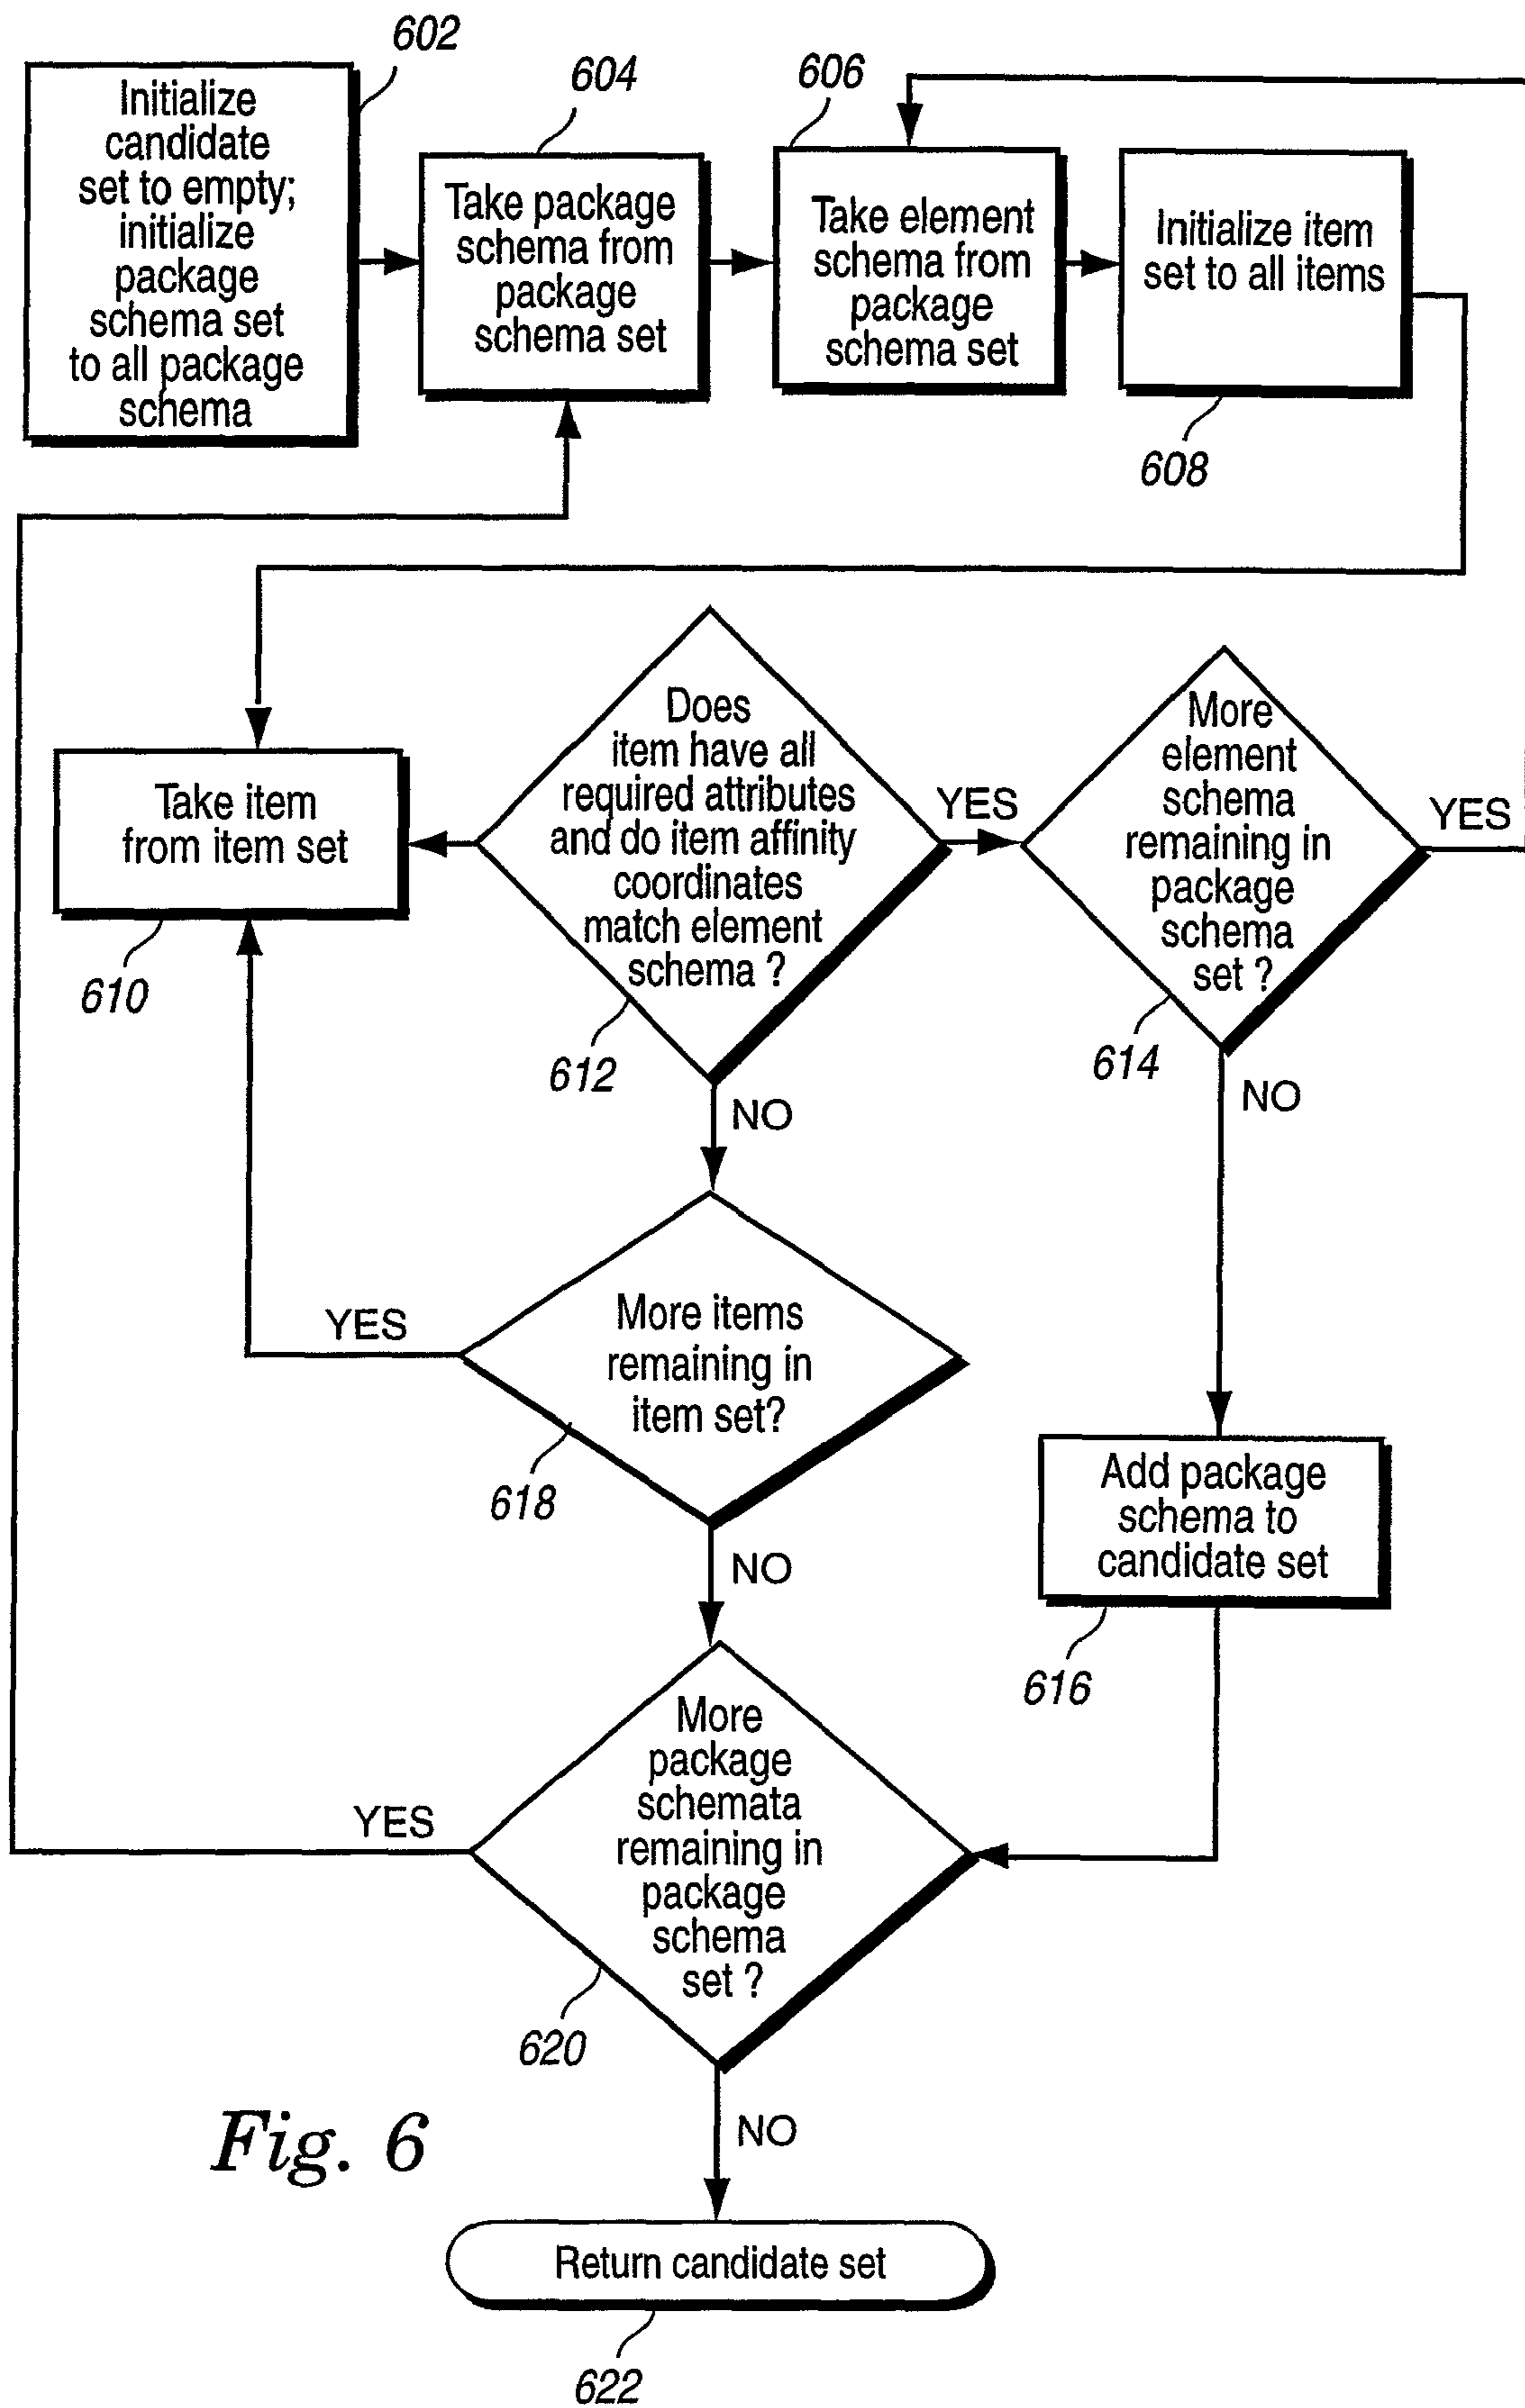 602
Initialize
candidate
set to empty;
initialize
package
schema set
to all package
schema
604
Take package
schema from
package
schema set
606
Take element
schema from
package
schema set
Initialize item
set to all items
608
Take item
from item set
610
Does
item have all
required attributes
and do item affinity
coordinates
match element
schema ?
612
YES
More
element
schema
remaining in
package
schema
set ?
614
YES
NO
NO
More items
remaining in
item set?
618
YES
NO
Add package
schema to
candidate set
616
More
package
schemata
remaining in
package
schema
set ?
620
YES
NO
Fig. 6
Return candidate set
622